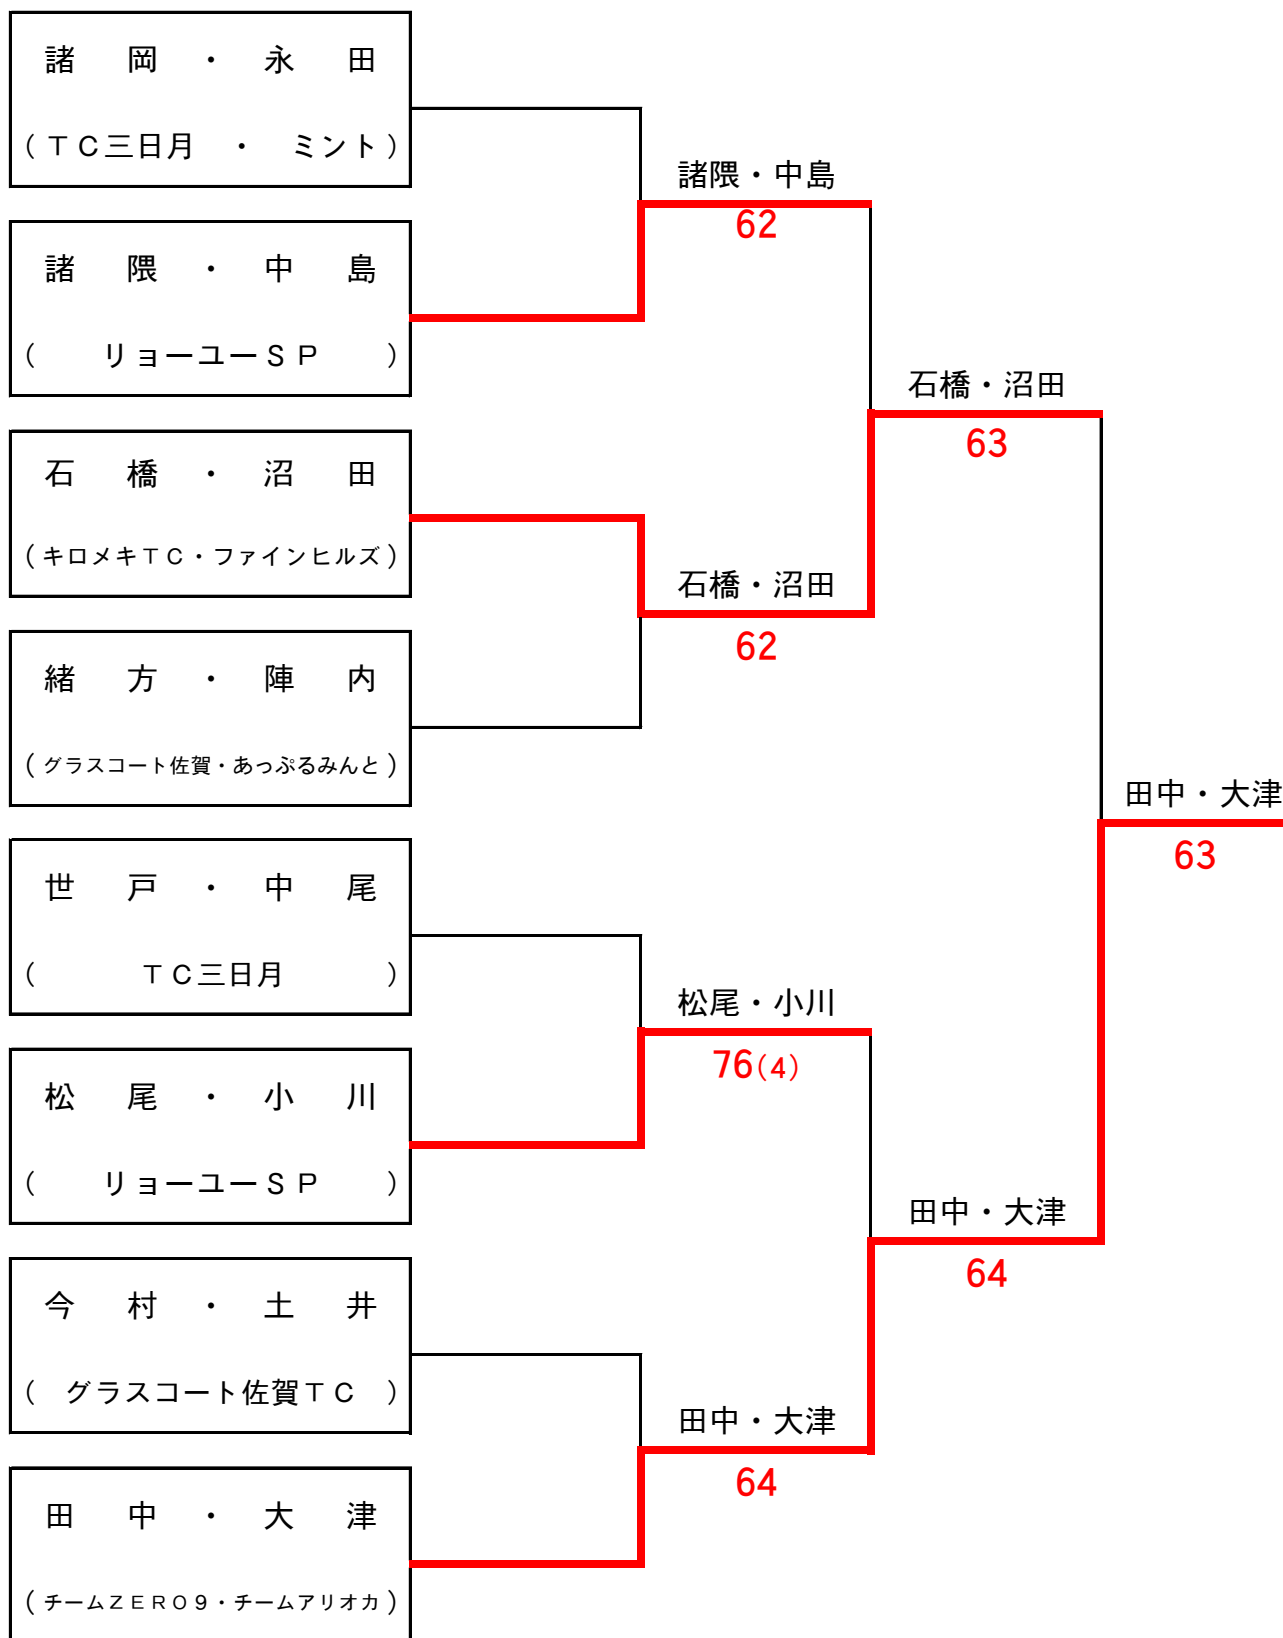 諸岡・永田
(TC三日月 ・ ミント)
諸隈・中島
(リョーユーSP)
石橋・沼田
(キロメキTC・ファインヒルズ)
緒方・陣内
(グラスコート佐賀・あっぷるみんと)
世戸・中尾
(TC三日月)
松尾・小川
(リョーユーSP)
今村・土井
(グラスコート佐賀TC)
田中・大津
(チームZERO9・チームアリオカ)
諸隈・中島
62
石橋・沼田
62
松尾・小川
76(4)
田中・大津
64
石橋・沼田
63
田中・大津
64
田中・大津
63